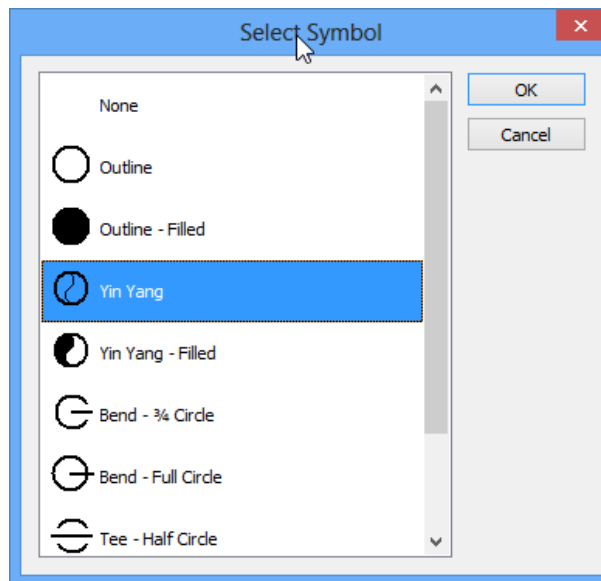 Select Symbol
None
OK
Cancel
Outline
Outline - Filled
Yin Yang
Yin Yang - Filled
Bend - ¾ Circle
Bend - Full Circle
Tee - Half Circle